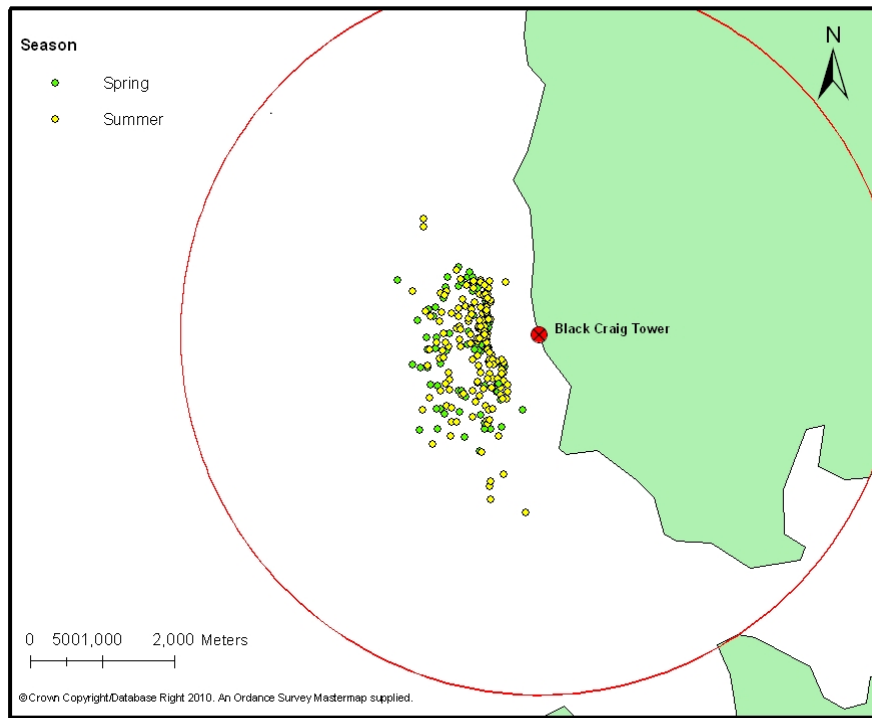 Season
Spring
Summer
N
Black Craig Tower
0 5001,000 2,000 Meters
©Crown Copyright/Database Right 2010. An Ordance Survey Mastermap supplied.